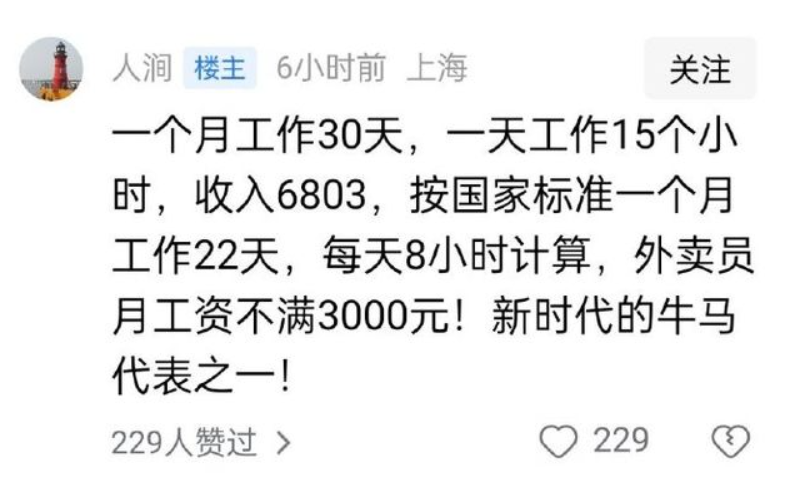 人涧 楼主 6小时前 上海 关注
一个月工作30天，一天工作15个小
时，收入6803，按国家标准一个月
工作22天，每天8小时计算，外卖员
月工资不满3000元！新时代的牛马
代表之一！
229人赞过 > 229